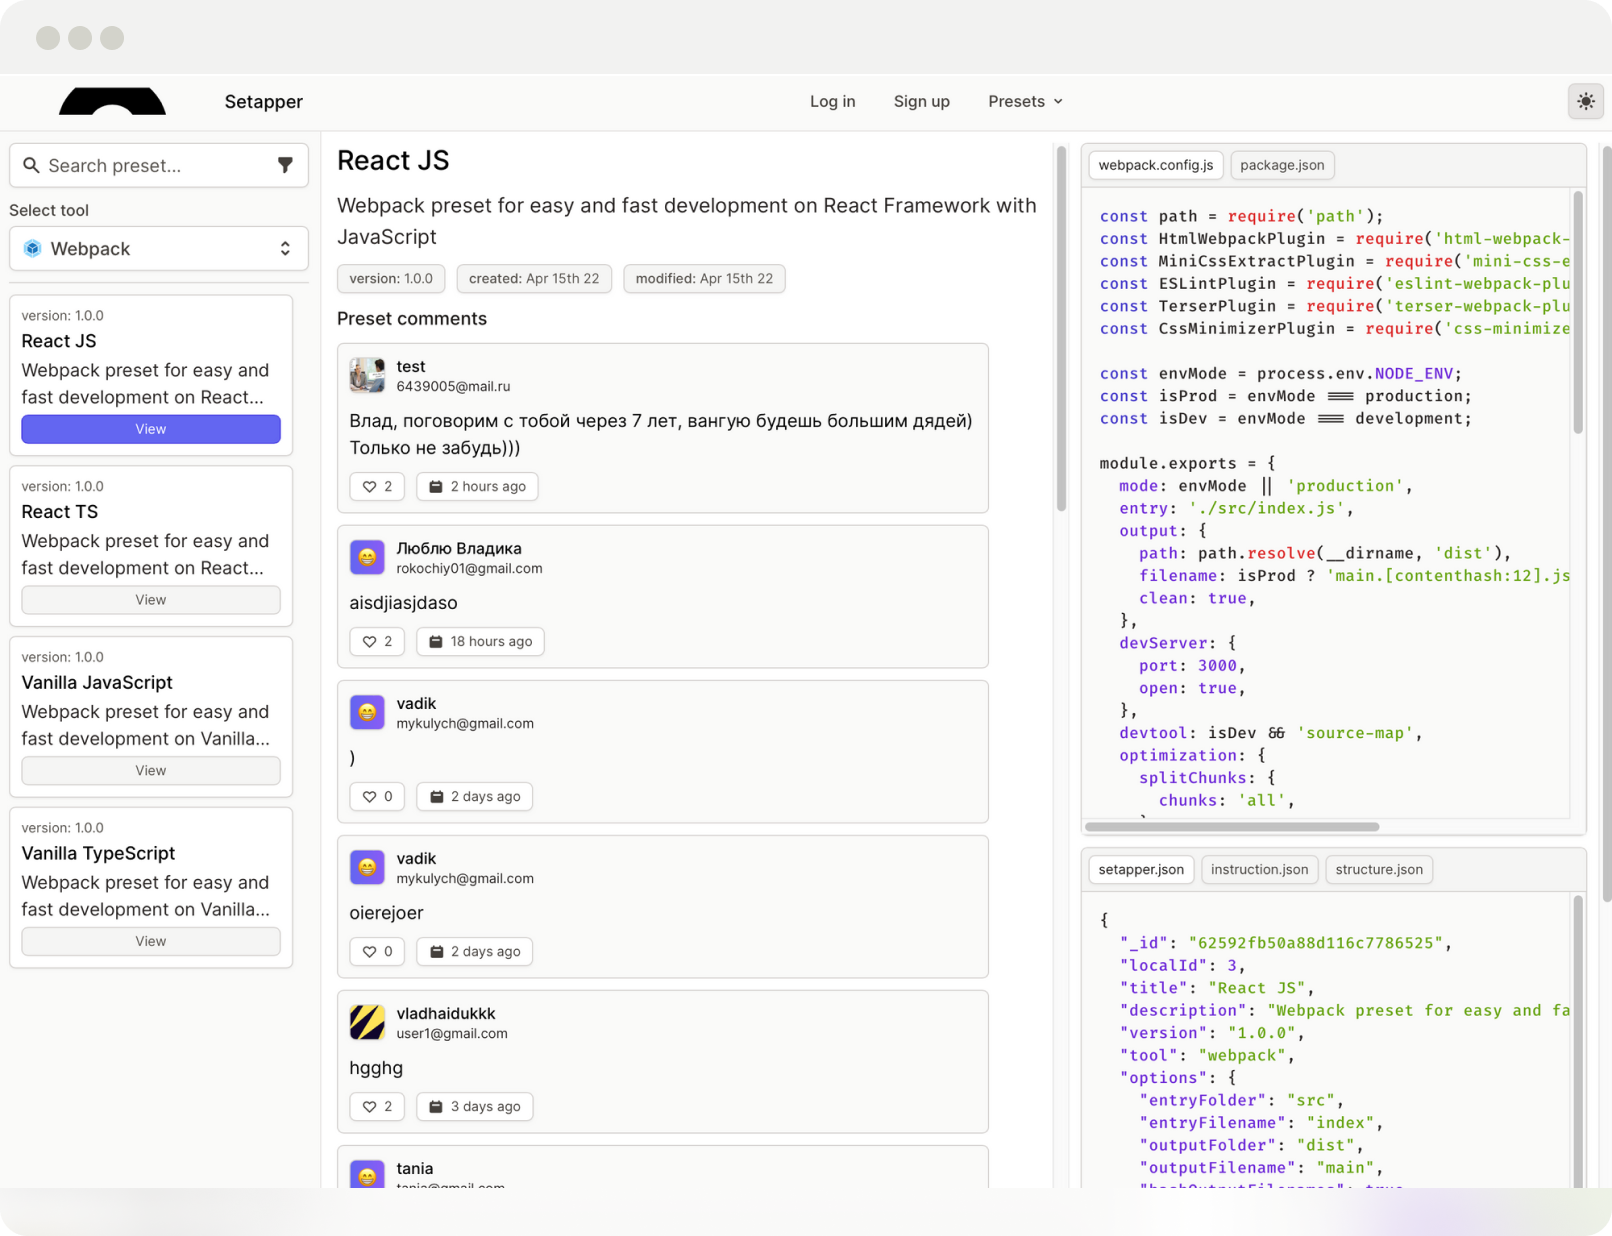 Setapper
Log in
Sign up
Presets
Search preset...
Select tool
Webpack
version: 1.0.0
React JS
Webpack preset for easy and
fast development on React...
View
version: 1.0.0
React TS
Webpack preset for easy and
fast development on React...
View
version: 1.0.0
Vanilla JavaScript
Webpack preset for easy and
fast development on Vanilla...
View
version: 1.0.0
Vanilla TypeScript
Webpack preset for easy and
fast development on Vanilla...
View
React JS
Webpack preset for easy and fast development on React Framework with
JavaScript
version: 1.0.0
created: Apr 15th 22
modified: Apr 15th 22
Preset comments
test
6439005@mail.ru
Влад, поговорим с тобой через 7 лет, вангую будешь большим дядей)
Только не забудь)))
2
2 hours ago
Люблю Владика
rokochiy01@gmail.com
aisdjiasjdaso
2
18 hours ago
vadik
mykulych@gmail.com
)
0
2 days ago
vadik
mykulych@gmail.com
oierejoer
0
2 days ago
vladhaidukkk
user1@gmail.com
hgghg
2
3 days ago
tania
tania@gmail.com
webpack.config.js
package.json
const path = require('path');
const HtmlWebpackPlugin = require('html-webpack-
const MiniCssExtractPlugin = require('mini-css-e
const ESLintPlugin = require('eslint-webpack-plu
const TerserPlugin = require('terser-webpack-plu
const CssMinimizerPlugin = require('css-minimize
const envMode = process.env.NODE_ENV;
const isProd = envMode === production;
const isDev = envMode === development;
module.exports = {
mode: envMode || 'production',
entry: './src/index.js',
output: {
path: path.resolve(__dirname, 'dist'),
filename: isProd ? 'main.[contenthash:12].js
clean: true,
},
devServer: {
port: 3000,
open: true,
},
devtool: isDev && 'source-map',
optimization: {
splitChunks: {
chunks: 'all',
setapper.json
instruction.json
structure.json
{
"_id": "62592fb50a88d116c7786525",
"localId": 3,
"title": "React JS",
"description": "Webpack preset for easy and fa
"version": "1.0.0",
"tool": "webpack",
"options": {
"entryFolder": "src",
"entryFilename": "index",
"outputFolder": "dist",
"outputFilename": "main",